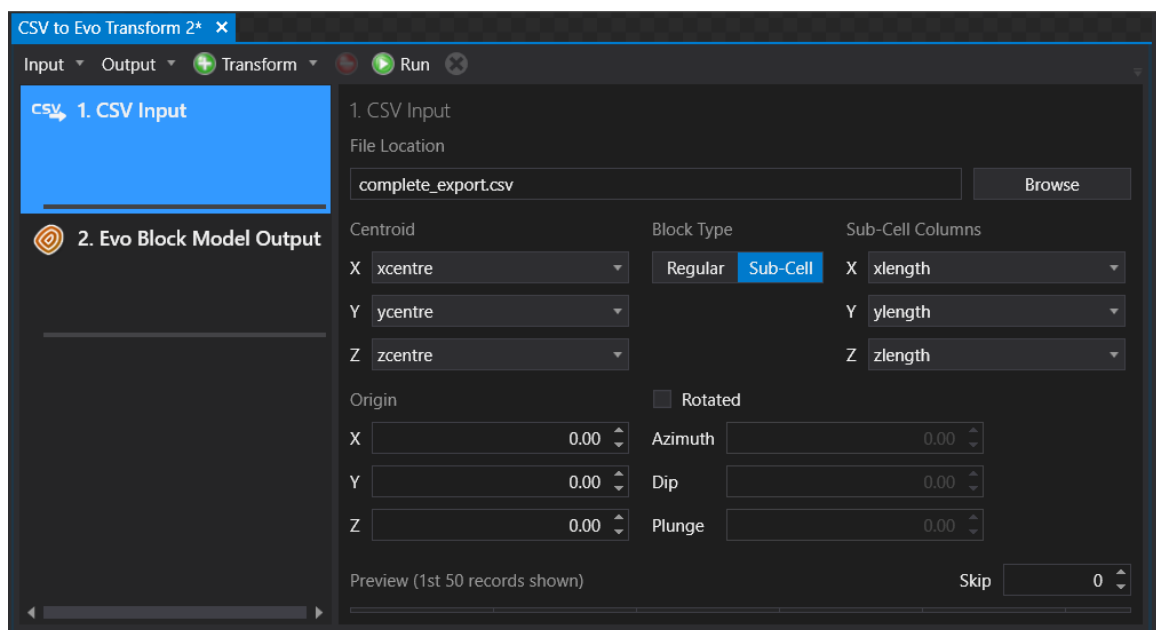 CSV to Evo Transform 2*
Input Output Transform Run
CSV 1. CSV Input
2. Evo Block Model Output
1. CSV Input
File Location
complete_export.csv Browse
Centroid Block Type Sub-Cell Columns
X xcentre Regular Sub-Cell X xlength
Y ycentre Y ylength
Z zcentre Z zlength
Origin Rotated
X 0.00 Azimuth 0.00
Y 0.00 Dip 0.00
Z 0.00 Plunge 0.00
Preview (1st 50 records shown) Skip 0